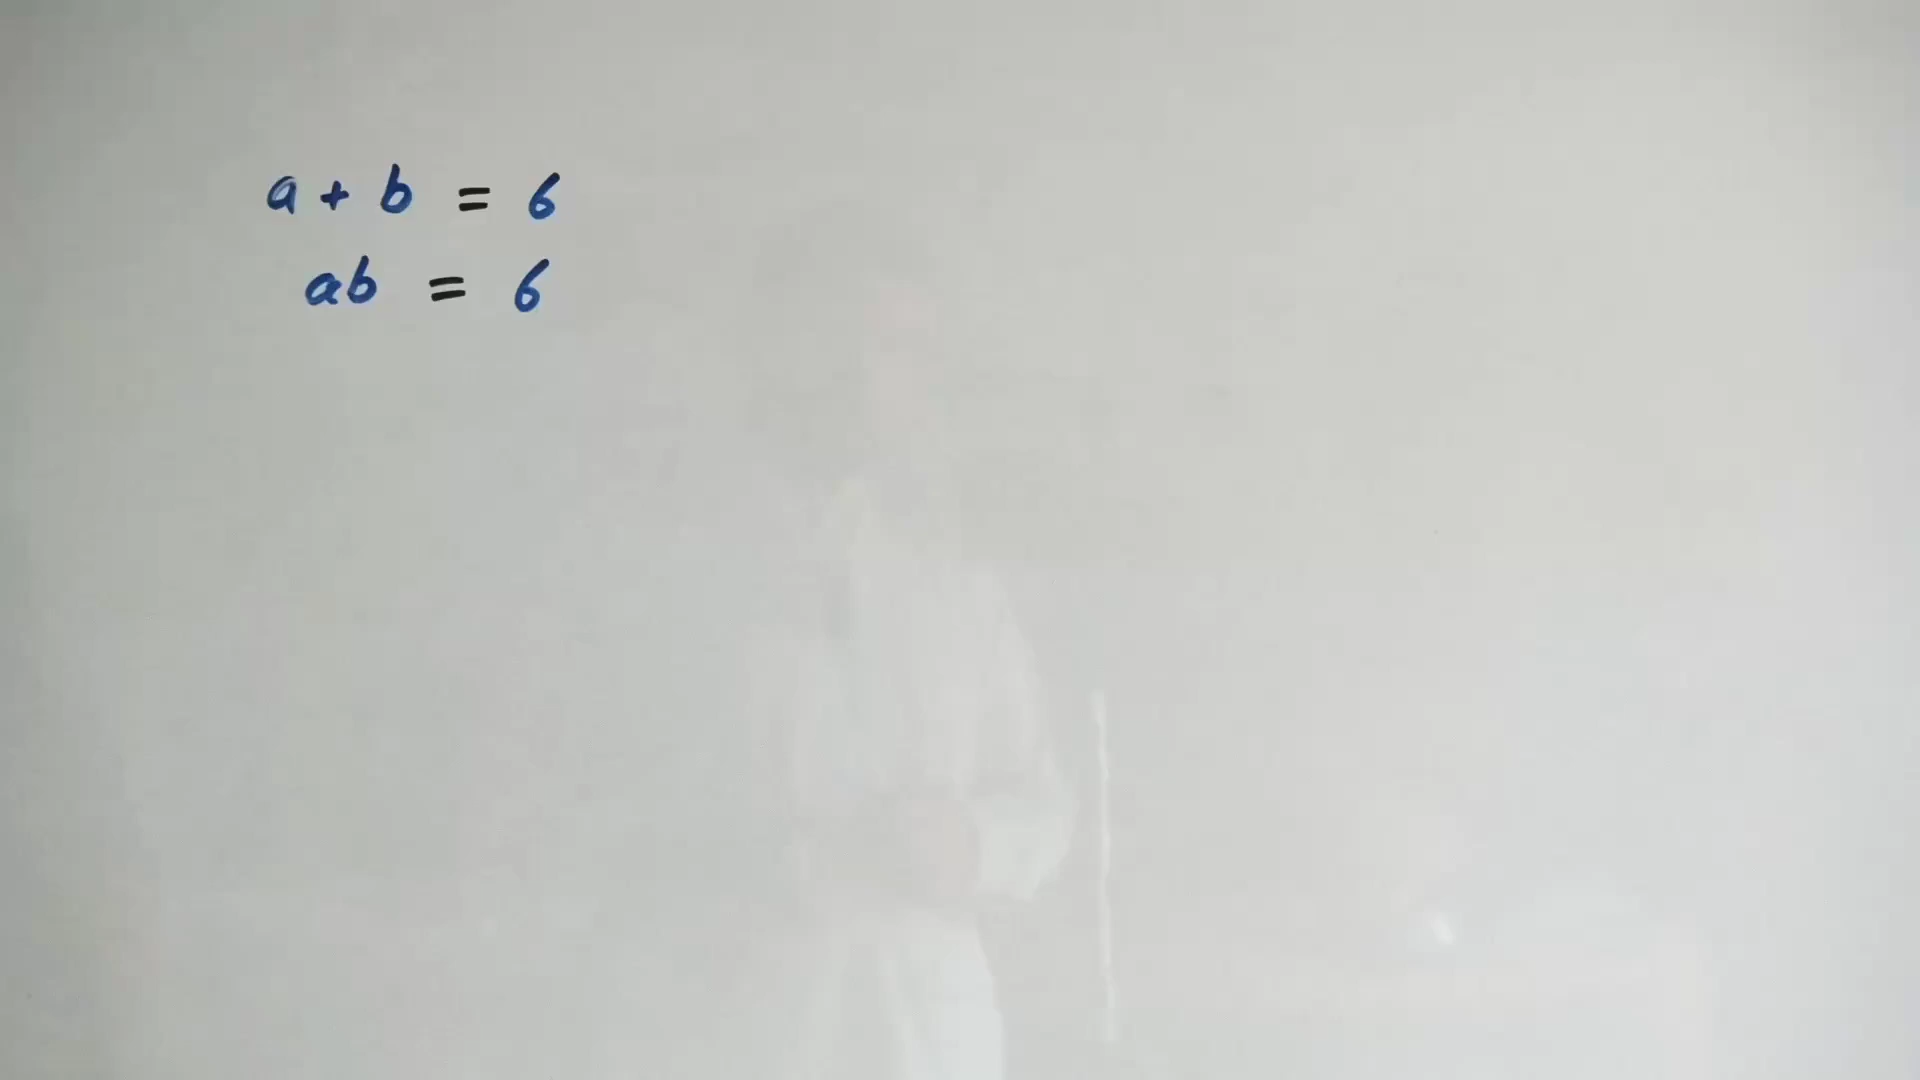 a + b = 6
ab = 6